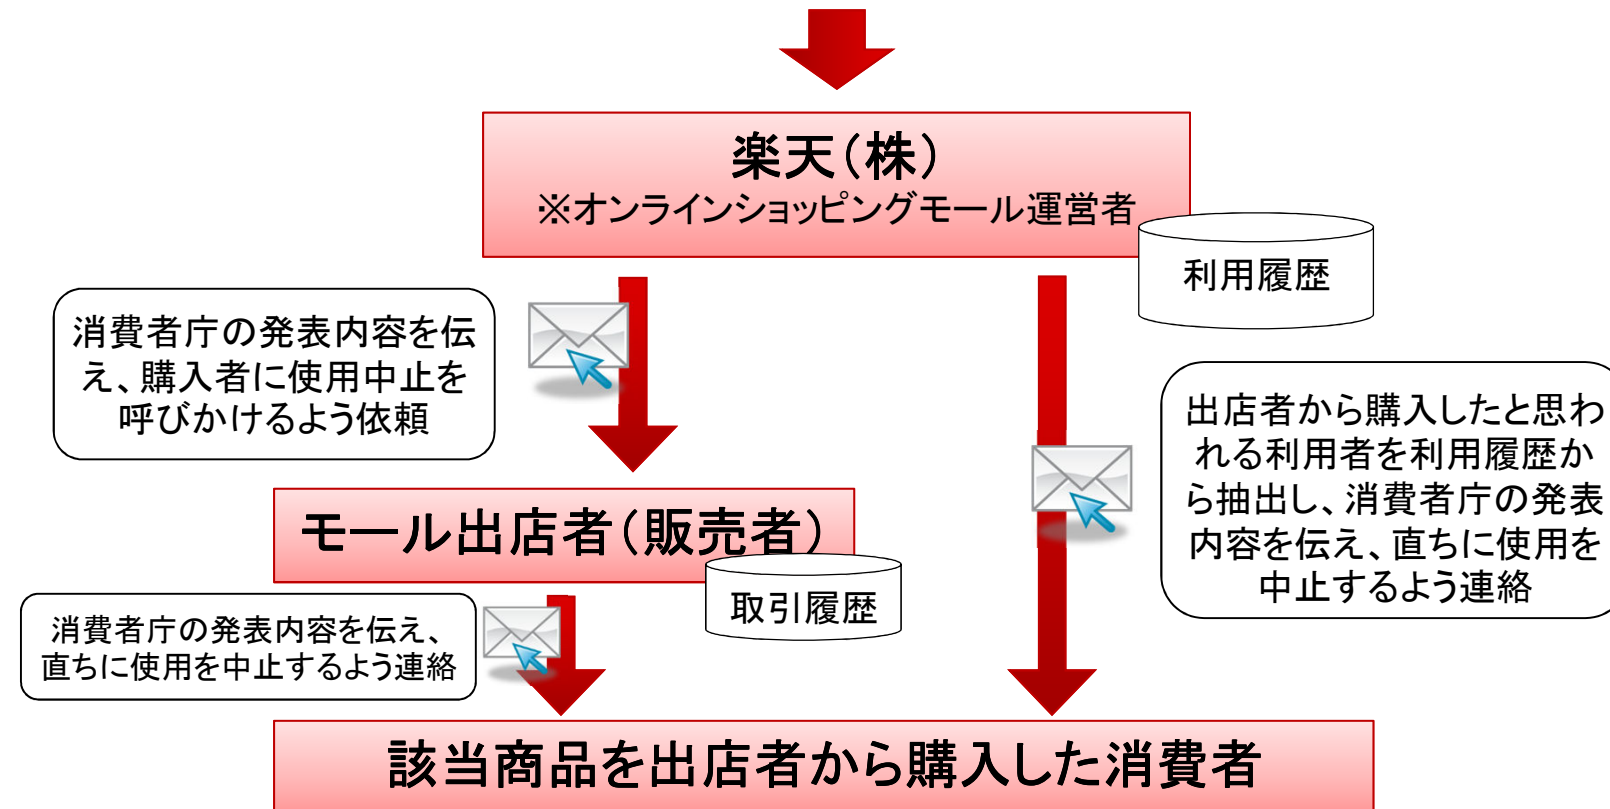 楽天(株)
※オンラインショッピングモール運営者
利用履歴
消費者庁の発表内容を伝
え、購入者に使用中止を
呼びかけるよう依頼
出店者から購入したと思わ
れる利用者を利用履歴か
ら抽出し、消費者庁の発表
内容を伝え、直ちに使用を
中止するよう連絡
モール出店者(販売者)
取引履歴
消費者庁の発表内容を伝え、
直ちに使用を中止するよう連絡
該当商品を出店者から購入した消費者